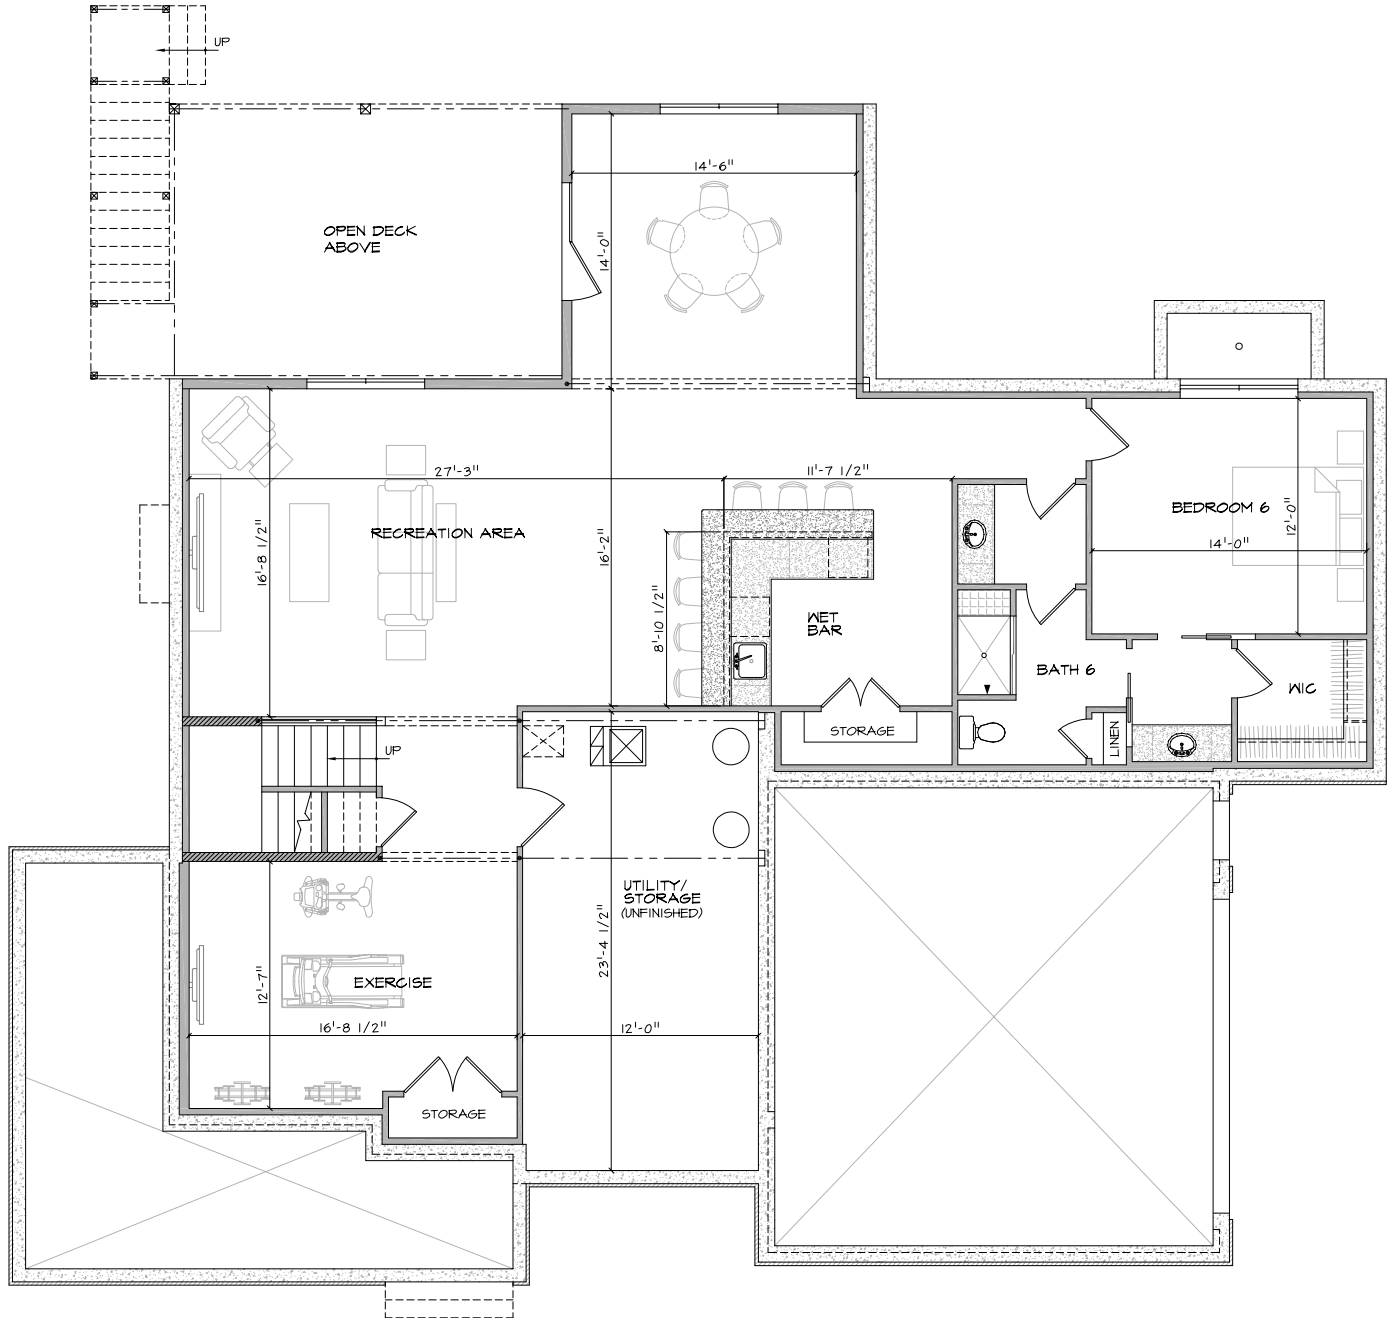 UP
14'-6"
OPEN DECK
ABOVE
14'-0"
27'-3"
11'-7 1/2"
RECREATION AREA
BEDROOM 6
12'-0"
14'-0"
16'-8 1/2"
16'-2"
8'-10 1/2"
WET
BAR
BATH 6
WIC
STORAGE
LINEN
UP
UTILITY/
STORAGE
(UNFINISHED)
23'-4 1/2"
12'-7"
EXERCISE
16'-8 1/2"
12'-0"
STORAGE